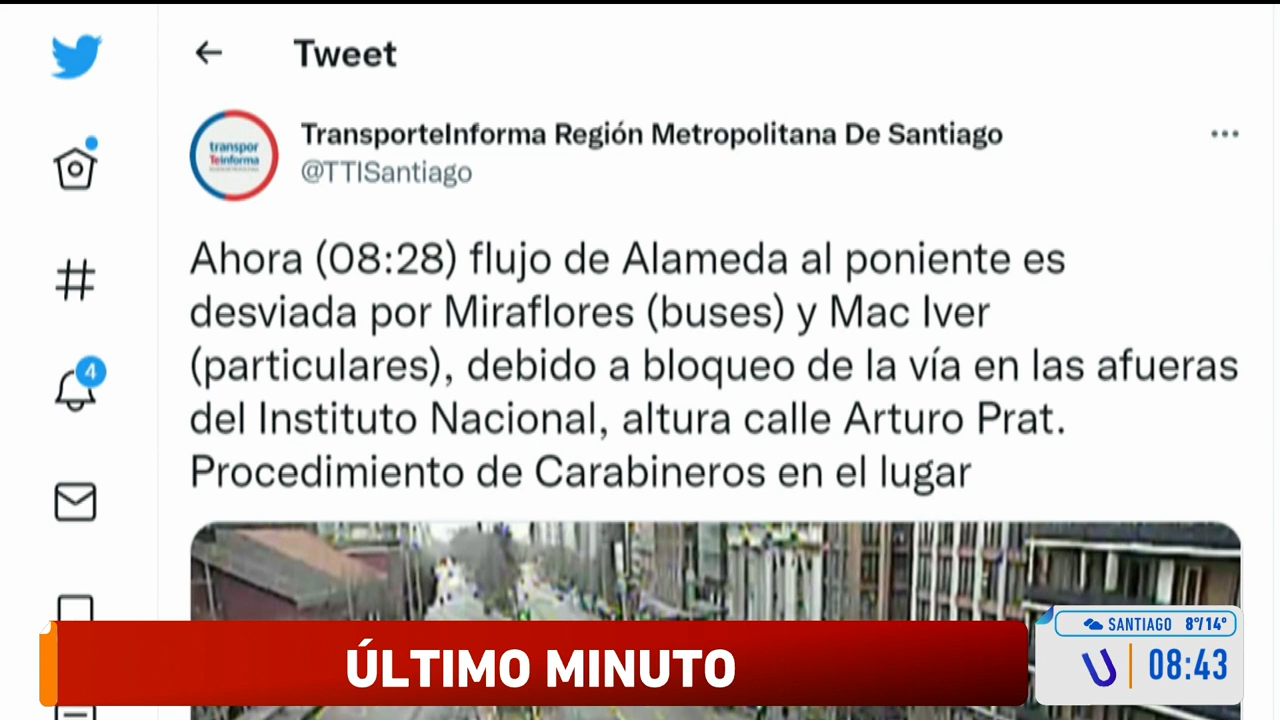 Tweet
TransporteInforma Región Metropolitana De Santiago
transpor
Teinforma
@TTISantiago
Ahora (08:28) flujo de Alameda al poniente es
desviada por Miraflores (buses) y Mac Iver
(particulares), debido a bloqueo de la vía en las afueras
4
del Instituto Nacional, altura calle Arturo Prat.
Procedimiento de Carabineros en el lugar
SANTIAGO 8°/14°
ÚLTIMO MINUTO
U 08:43